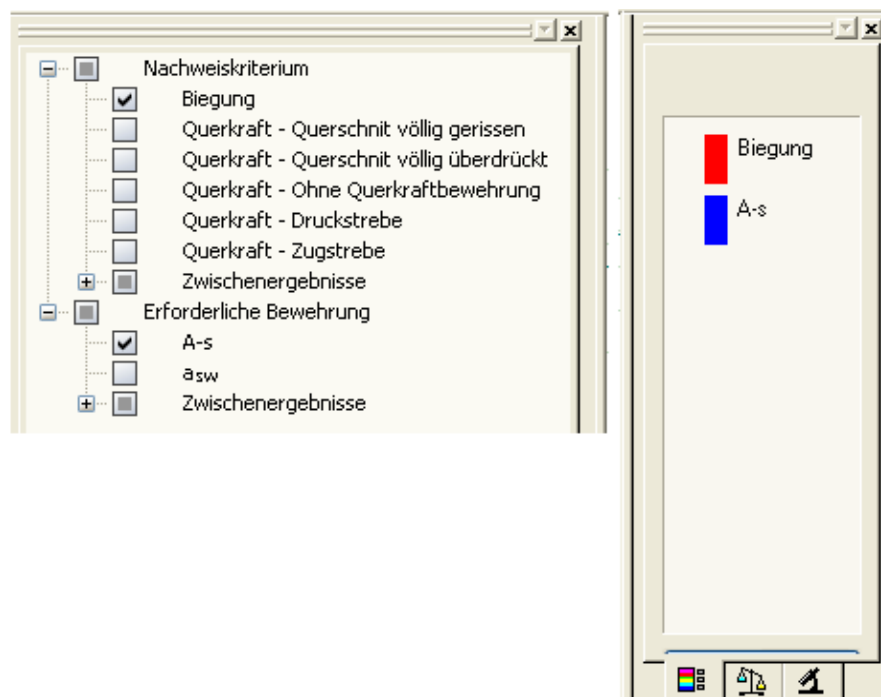 Nachweiskriterium
Biegung
Querkraft - Querschnit völlig gerissen
Querkraft - Querschnit völlig überdrückt
Querkraft - Ohne Querkraftbewehrung
Querkraft - Druckstrebe
Querkraft - Zugstrebe
Zwischenergebnisse
Erforderliche Bewehrung
A-s
asw
Zwischenergebnisse
Biegung
A-s